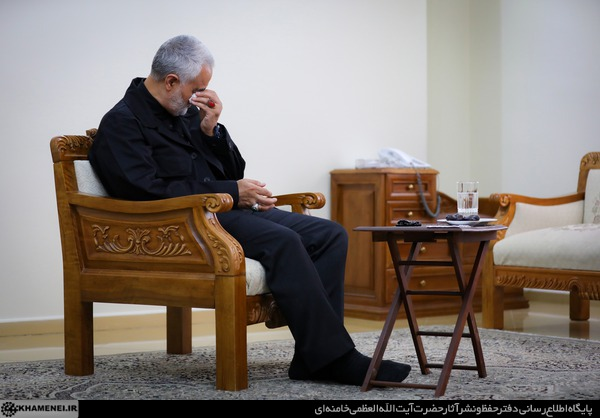 KHAMENEI.IR
پایگاه اطلاع رسانی دفتر حفظ و نشر آثار حضرت آیت الله العظمی خامنه‌ای